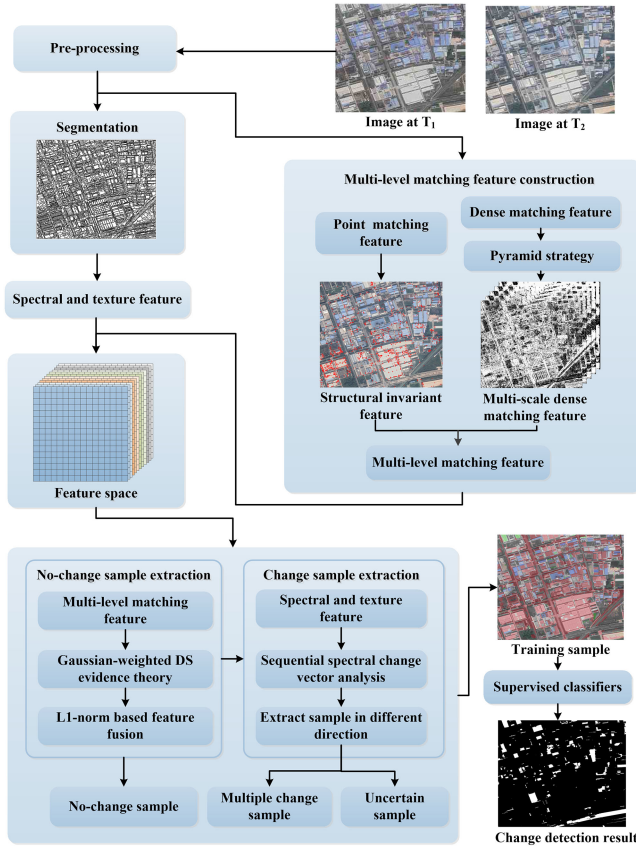 Pre-processing
Image at T1
Image at T2
Segmentation
Multi-level matching feature construction
Point matching
feature
Dense matching feature
Pyramid strategy
Spectral and texture feature
Structural invariant
feature
Multi-scale dense
matching feature
Multi-level matching feature
Feature space
No-change sample extraction
Multi-level matching
feature
Gaussian-weighted DS
evidence theory
L1-norm based feature
fusion
No-change sample
Change sample extraction
Spectral and texture
feature
Sequential spectral change
vector analysis
Extract sample in different
direction
Multiple change
sample
Uncertain
sample
Training sample
Supervised classifiers
Change detection result